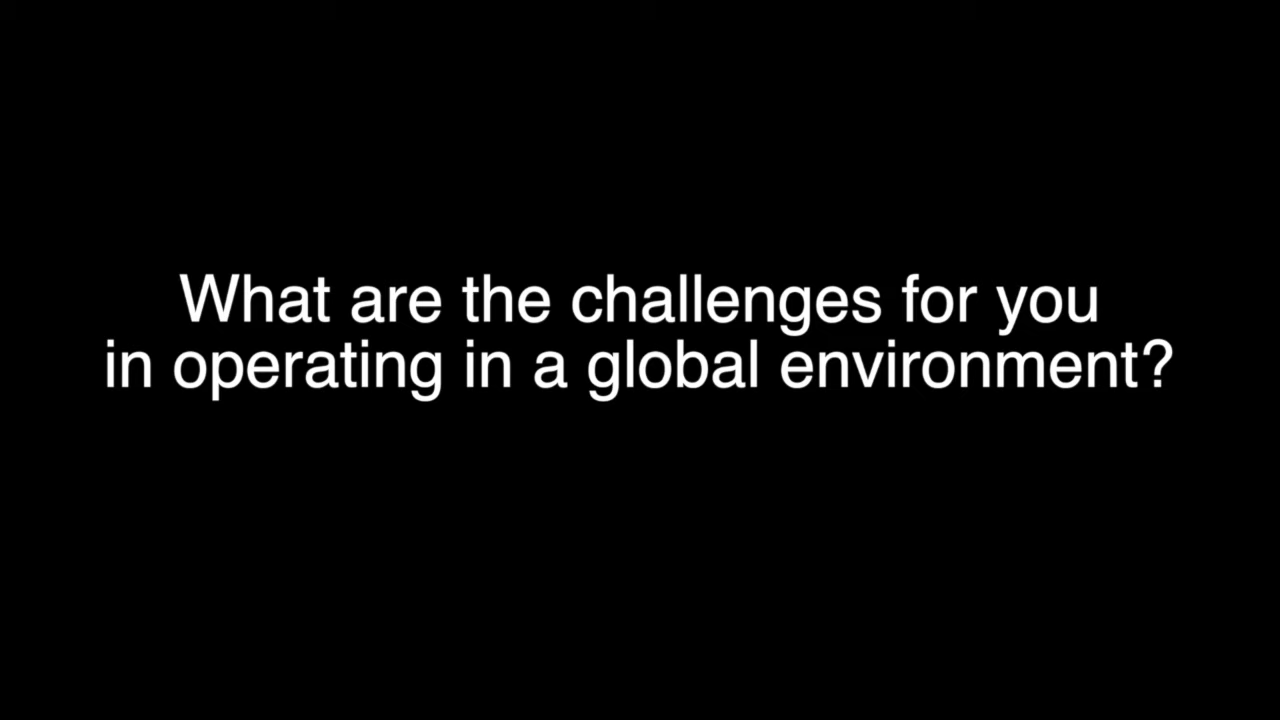 What are the challenges for you
in operating in a global environment?